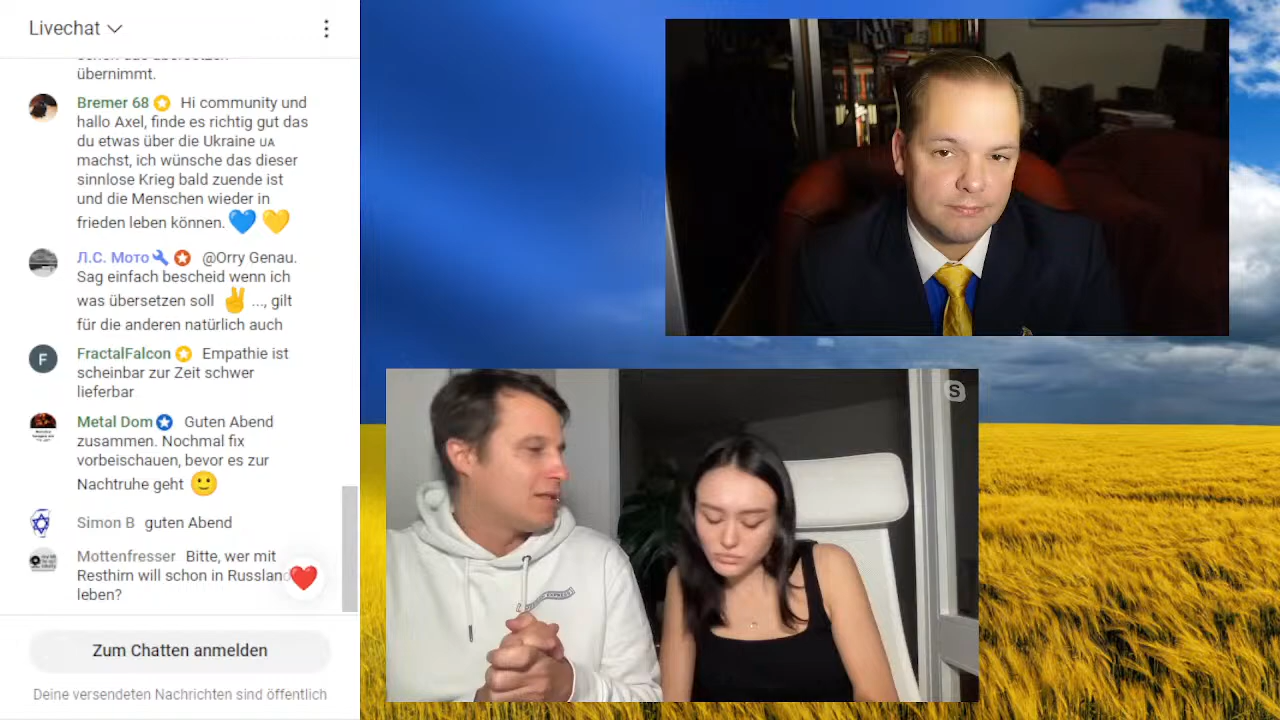 Livechat
übernimmt.
Bremer 68 Hi community und
hallo Axel, finde es richtig gut das
du etwas über die Ukraine UA
machst, ich wünsche das dieser
sinnlose Krieg bald zuende ist
und die Menschen wieder in
frieden leben können. 💙 💛
Л.С. Мото @Orry Genau.
Sag einfach bescheid wenn ich
was übersetzen soll ✌ ..., gilt
für die anderen natürlich auch
F
FractalFalcon Empathie ist
scheinbar zur Zeit schwer
lieferbar
Metal Dom Guten Abend
zusammen. Nochmal fix
vorbeischauen, bevor es zur
Nachtruhe geht 🙂
Simon B guten Abend
Mottenfresser Bitte, wer mit
Resthirn will schon in Russland
leben?
Zum Chatten anmelden
Deine versendeten Nachrichten sind öffentlich
S